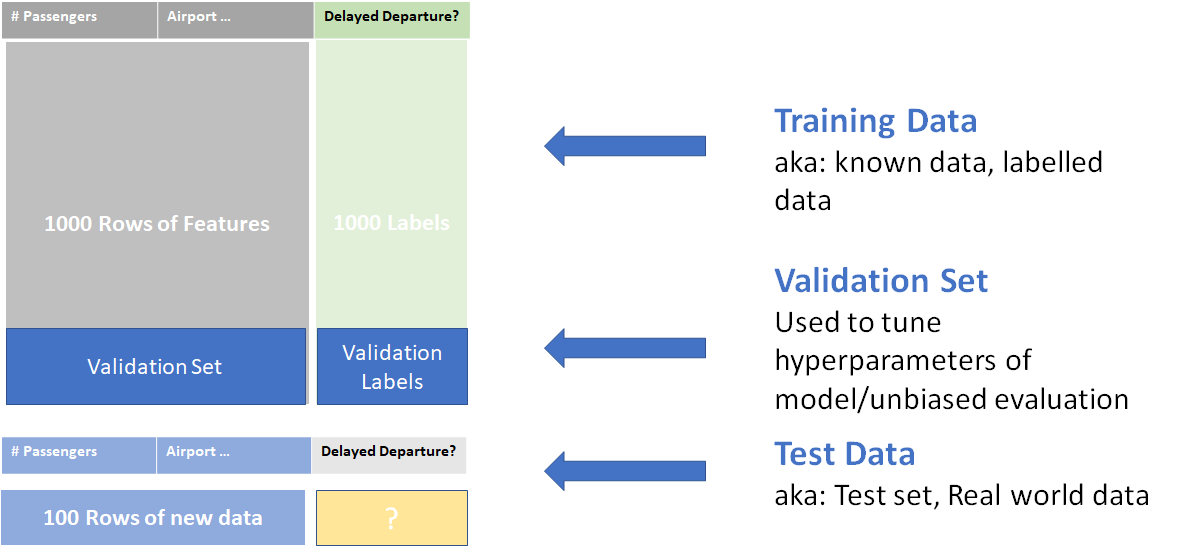 # Passengers
Airport ...
Delayed Departure?
1000 Rows of Features
1000 Labels
Validation Set
Validation
Labels
# Passengers
Airport ...
Delayed Departure?
100 Rows of new data
?
Training Data
aka: known data, labelled
data
Validation Set
Used to tune
hyperparameters of
model/unbiased evaluation
Test Data
aka: Test set, Real world data